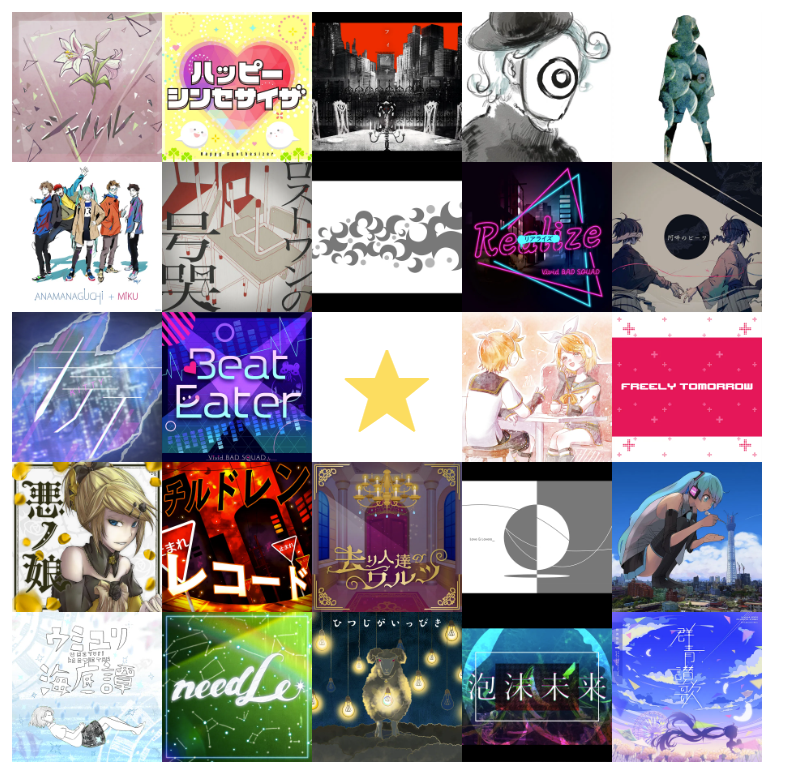 シャルル
ハッピー
シンセサイザ
Happy Synthesizer
ANAMANAGUCHI + MIKU
ロストワンの
号哭
Realize
リアライズ
Vivid BAD SQUAD
阿吽のビーツ
Beat
Eater
Vivid BAD SQUAD
FREELY TOMORROW
悪ノ娘
チルドレン
止まれ
止まれ
レコード
去り人達の
ワルツ
ウミユリ
海底譚
needLe
ひつじがいっぴき
泡沫未来
群青讃歌